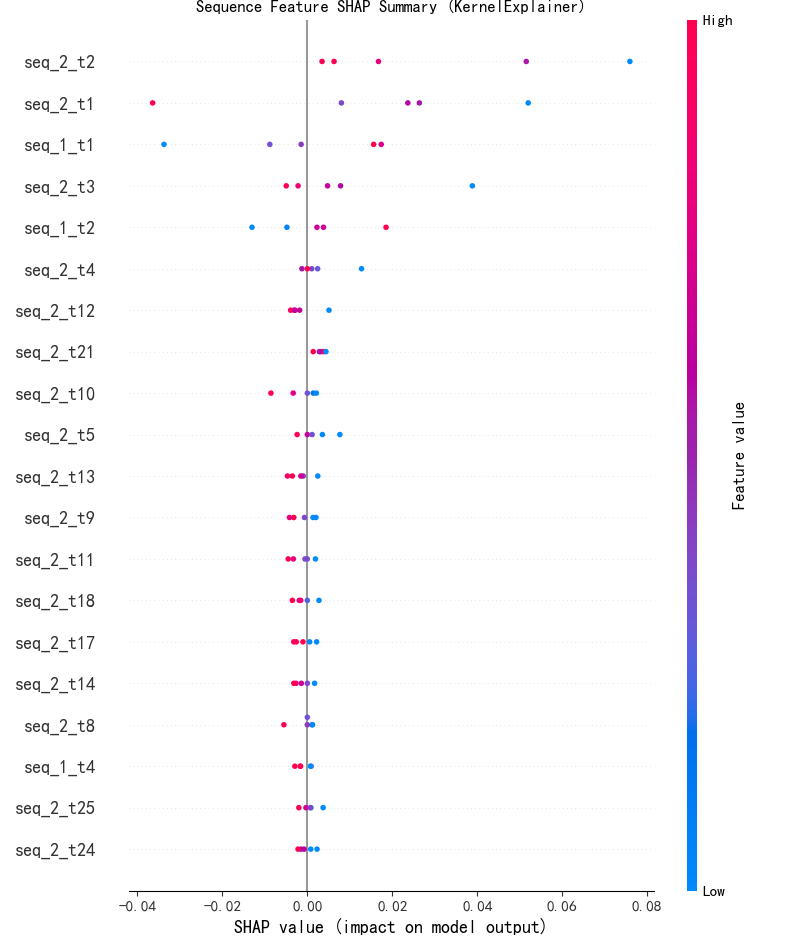 Sequence Feature SHAP Summary (KernelExplainer)
High
seq_2_t2
seq_2_t1
seq_1_t1
seq_2_t3
seq_1_t2
seq_2_t4
seq_2_t12
seq_2_t21
seq_2_t10
seq_2_t5
seq_2_t13
seq_2_t9
seq_2_t11
seq_2_t18
seq_2_t17
seq_2_t14
seq_2_t8
seq_1_t4
seq_2_t25
seq_2_t24
Feature value
Low
−0.04 −0.02 0.00 0.02 0.04 0.06 0.08
SHAP value (impact on model output)